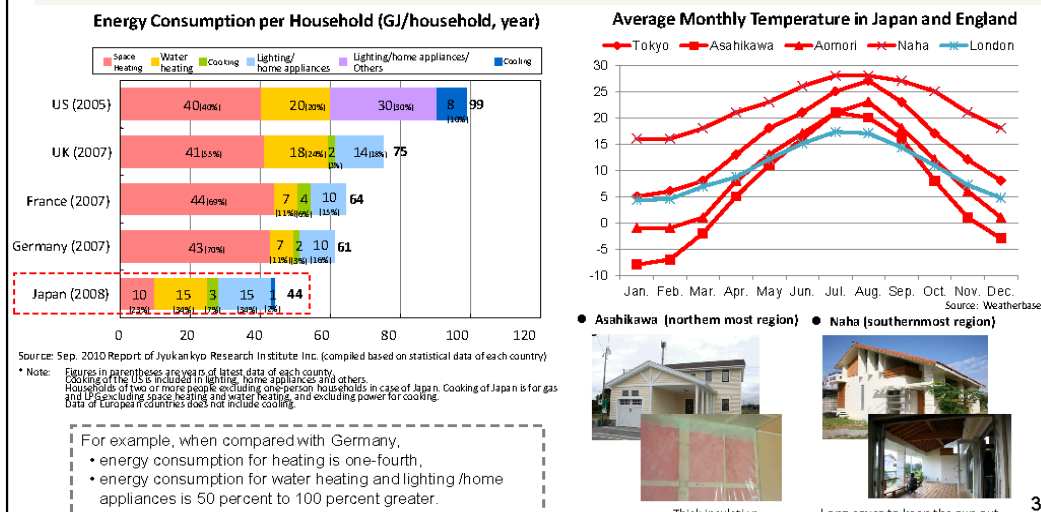 Energy Consumption per Household (GJ/household, year)
Space Heating
Water heating
Cooking
Lighting/ home appliances
Lighting/home appliances/ Others
Cooling
US (2005)
40(40%)
20(20%)
30(30%)
8
(10%)
99
UK (2007)
41(55%)
18(24%)
2
(3%)
14(18%)
75
France (2007)
44(69%)
7
(11%)
4
(6%)
10
(15%)
64
Germany (2007)
43(70%)
7
(11%)
2
(3%)
10
(16%)
61
Japan (2008)
10
(23%)
15
(34%)
3
(7%)
15
(34%)
1
(2%)
44
0 20 40 60 80 100 120
Source: Sep. 2010 Report of Jyukankyo Research Institute Inc. (compiled based on statistical data of each country)
* Note: Figures in parentheses are years of latest data of each county.
Cooking of the US is included in lighting, home appliances and others.
Households of two or more people excluding one-person households in case of Japan. Cooking of Japan is for gas
and LPG excluding space heating and water heating, and excluding power for cooking.
Data of European countries does not include cooling.
For example, when compared with Germany,
• energy consumption for heating is one-fourth,
• energy consumption for water heating and lighting /home
appliances is 50 percent to 100 percent greater.
Average Monthly Temperature in Japan and England
Tokyo Asahikawa Aomori Naha London
30
25
20
15
10
5
0
-5
-10
Jan. Feb. Mar. Apr. May Jun. Jul. Aug. Sep. Oct. Nov. Dec.
Source: Weatherbase
● Asahikawa (northern most region)
● Naha (southernmost region)
3